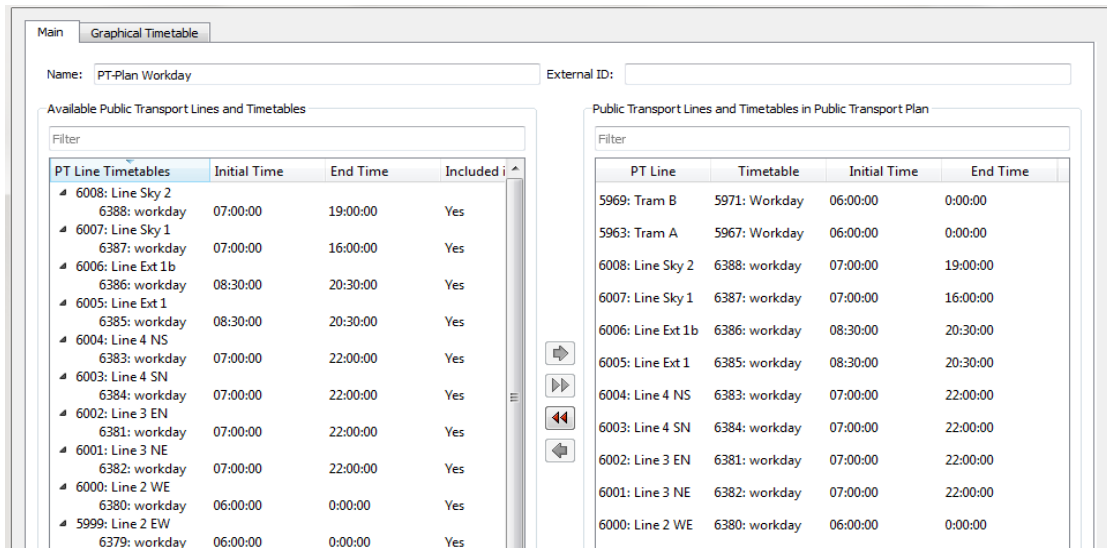 Main Graphical Timetable
Name: PT-Plan Workday External ID:
Available Public Transport Lines and Timetables
Filter
PT Line Timetables Initial Time End Time Included i
6008: Line Sky 2
6388: workday 07:00:00 19:00:00 Yes
6007: Line Sky 1
6387: workday 07:00:00 16:00:00 Yes
6006: Line Ext 1b
6386: workday 08:30:00 20:30:00 Yes
6005: Line Ext 1
6385: workday 08:30:00 20:30:00 Yes
6004: Line 4 NS
6383: workday 07:00:00 22:00:00 Yes
6003: Line 4 SN
6384: workday 07:00:00 22:00:00 Yes
6002: Line 3 EN
6381: workday 07:00:00 22:00:00 Yes
6001: Line 3 NE
6382: workday 07:00:00 22:00:00 Yes
6000: Line 2 WE
6380: workday 06:00:00 0:00:00 Yes
5999: Line 2 EW
6379: workday 06:00:00 0:00:00 Yes
Public Transport Lines and Timetables in Public Transport Plan
Filter
PT Line Timetable Initial Time End Time
5969: Tram B 5971: Workday 06:00:00 0:00:00
5963: Tram A 5967: Workday 06:00:00 0:00:00
6008: Line Sky 2 6388: workday 07:00:00 19:00:00
6007: Line Sky 1 6387: workday 07:00:00 16:00:00
6006: Line Ext 1b 6386: workday 08:30:00 20:30:00
6005: Line Ext 1 6385: workday 08:30:00 20:30:00
6004: Line 4 NS 6383: workday 07:00:00 22:00:00
6003: Line 4 SN 6384: workday 07:00:00 22:00:00
6002: Line 3 EN 6381: workday 07:00:00 22:00:00
6001: Line 3 NE 6382: workday 07:00:00 22:00:00
6000: Line 2 WE 6380: workday 06:00:00 0:00:00